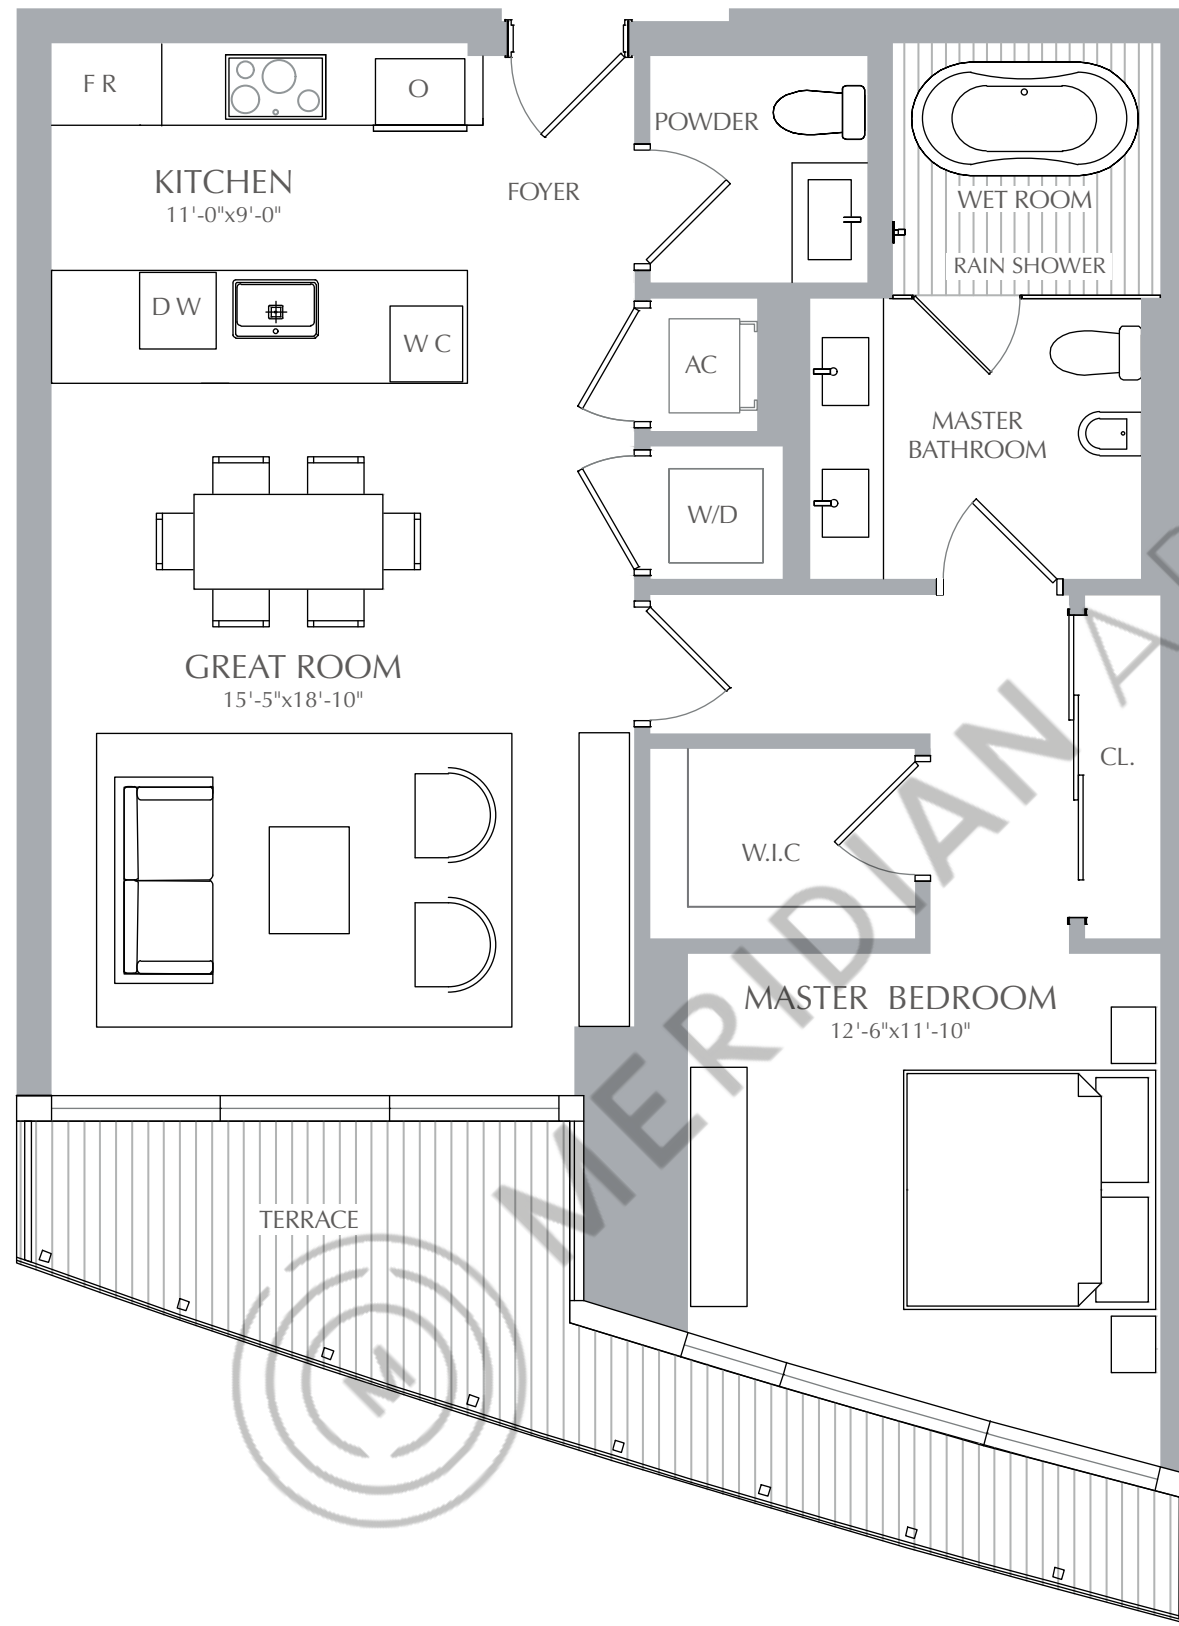 F R
O
POWDER
KITCHEN
11'-0"x9'-0"
FOYER
WET ROOM
RAIN SHOWER
D W
W C
AC
MASTER
BATHROOM
W/D
GREAT ROOM
15'-5"x18'-10"
CL.
W.I.C
MASTER BEDROOM
12'-6"x11'-10"
TERRACE
MERIDIAN
M